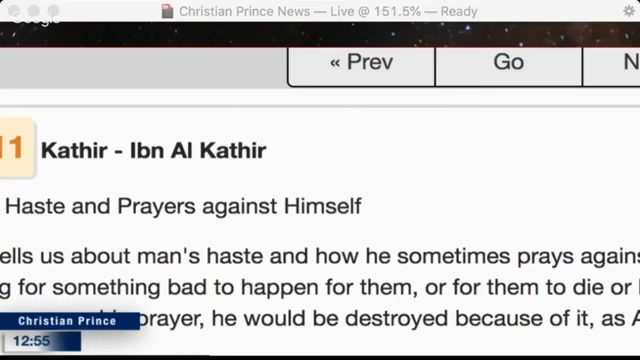 Christian Prince News — Live @ 151.5% — Ready
Google
« Prev
Go
N
11
Kathir - Ibn Al Kathir
Haste and Prayers against Himself
ells us about man's haste and how he sometimes prays agains
g for something bad to happen for them, or for them to die or
prayer, he would be destroyed because of it, as A
Christian Prince
12:55